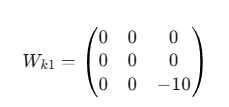 W_{k1} = \begin{pmatrix} 0 & 0 & 0 \\ 0 & 0 & 0 \\ 0 & 0 & -10 \end{pmatrix}